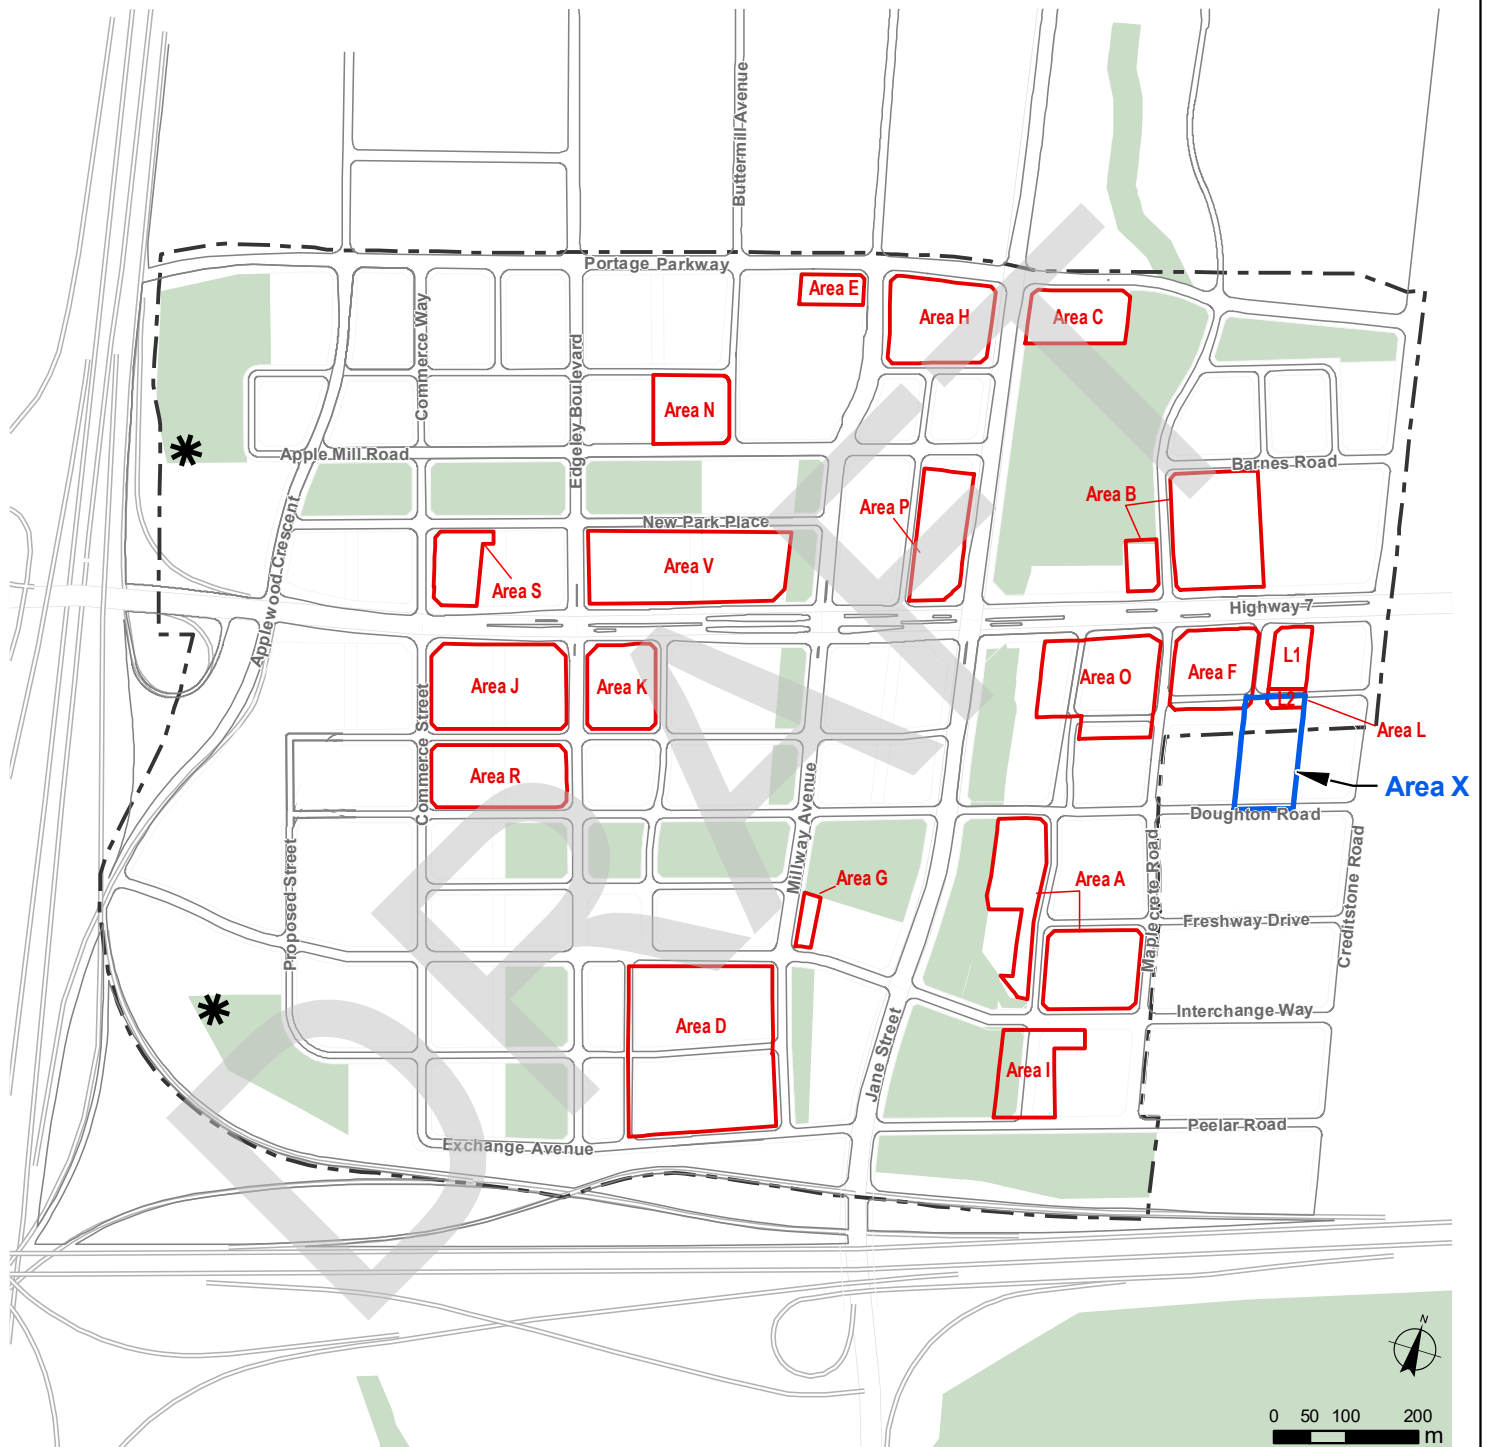 Buttermill Avenue
Portage Parkway
Area E
Area H
Area C
Commerce Way
Edgeley Boulevard
Area N
Apple Mill Road
Barnes Road
Area B
Area P
New Park Place
Applewood Crescent
Area S
Area V
Highway 7
Area J
Area K
Area O
Area F
L1
L2
Area L
Commerce Street
Area R
Millway Avenue
Area X
Doughton Road
Proposed Street
Area G
Area A
Maplecrete Road
Creditstone Road
Freshway Drive
Interchange Way
Area D
Jane Street
Area I
Peelar Road
Exchange Avenue
DRAFT
N
0 50 100 200
m